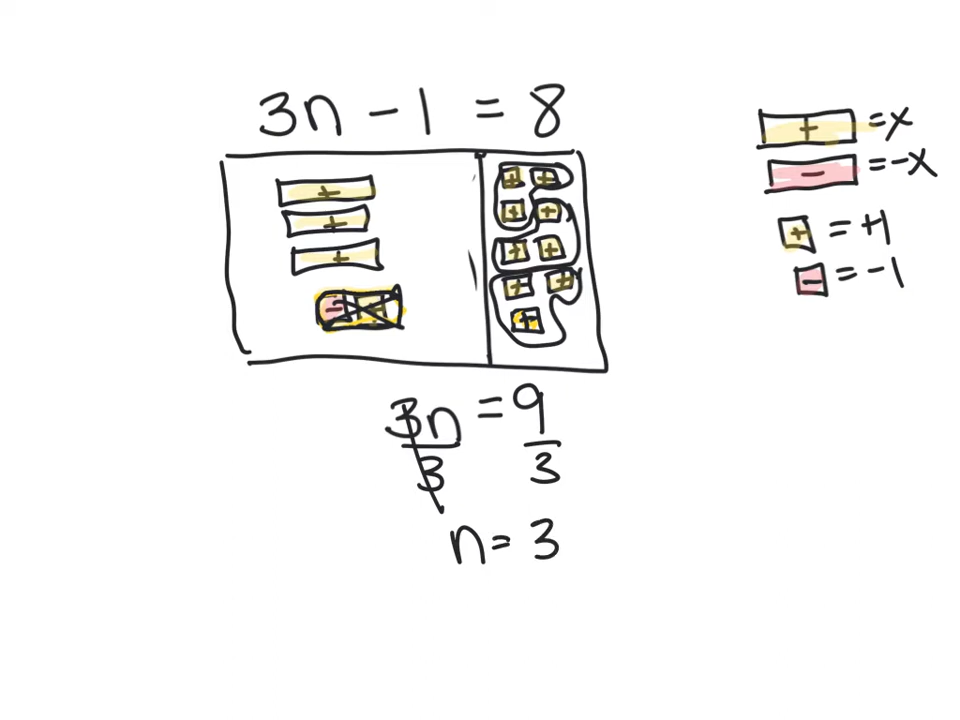 3n - 1 = 8
+ = x
- = -x
+ = +1
- = -1
+ + +
+ + +
+ + +
+ + +
- +
3n = 9
3 3
n = 3